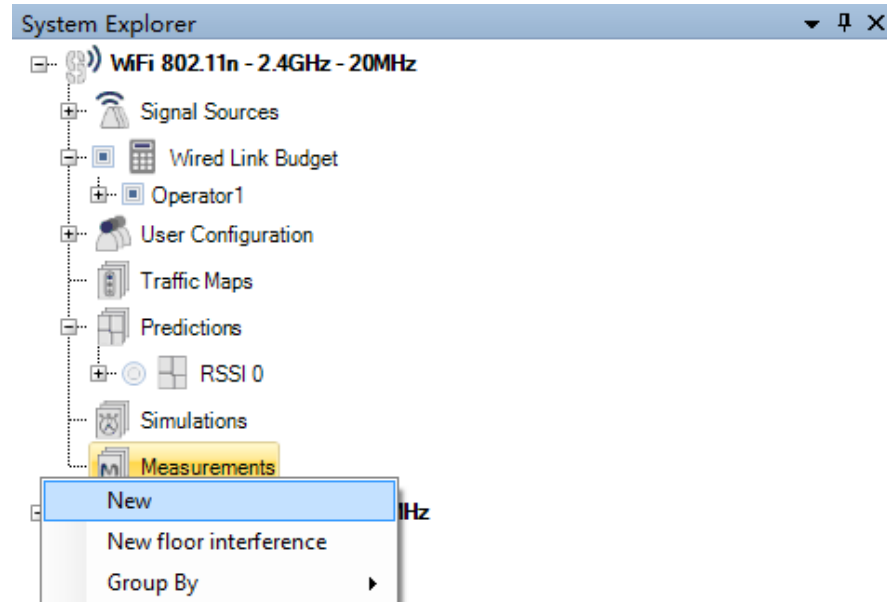 System Explorer
WiFi 802.11n - 2.4GHz - 20MHz
Signal Sources
Wired Link Budget
Operator1
User Configuration
Traffic Maps
Predictions
RSSI 0
Simulations
Measurements
New
New floor interference
Group By